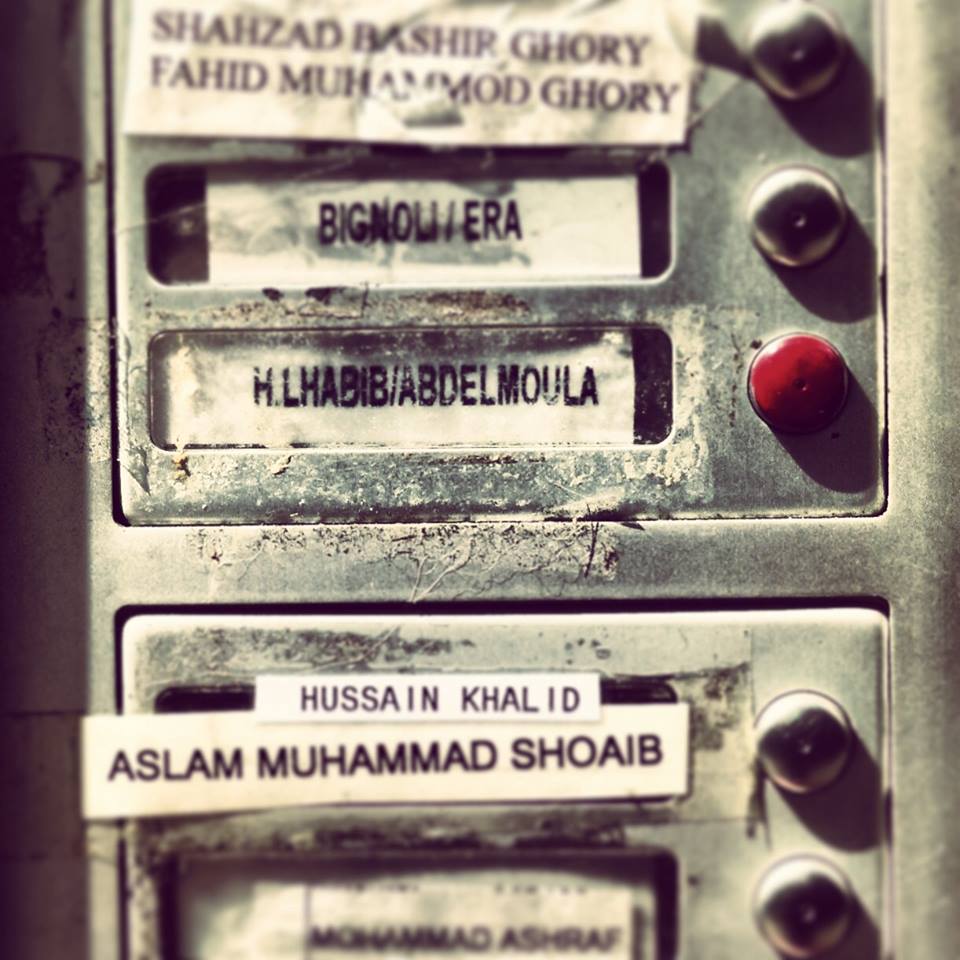 SHAHZAD BASHIR GHORY
FAHID MUHAMMOD GHORY
BIGNOLI/ERA
H.LHABIB/ABDELMOULA
HUSSAIN KHALID
ASLAM MUHAMMAD SHOAIB
MOHAMMAD ASHRAF